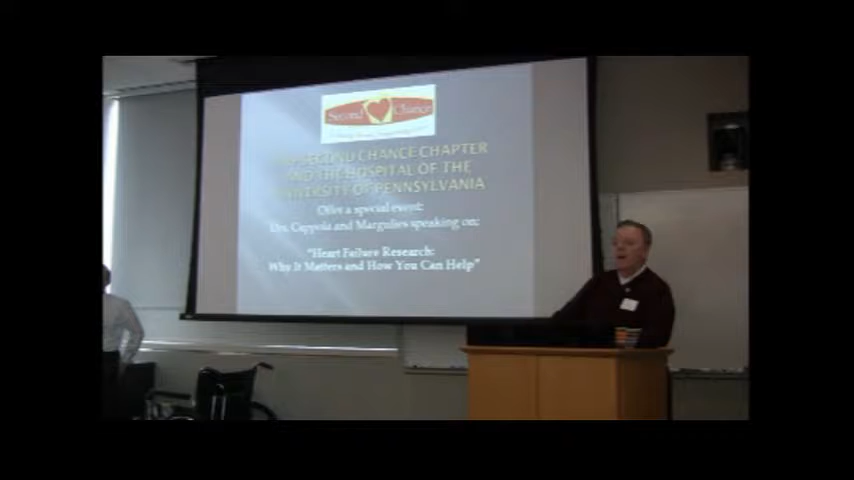 Second Chance
SECOND CHANCE CHAPTER
AND THE HOSPITAL OF THE
UNIVERSITY OF PENNSYLVANIA
Offer a special event:
Drs. Cappola and Margulies speaking on:
"Heart Failure Research:
Why It Matters and How You Can Help"